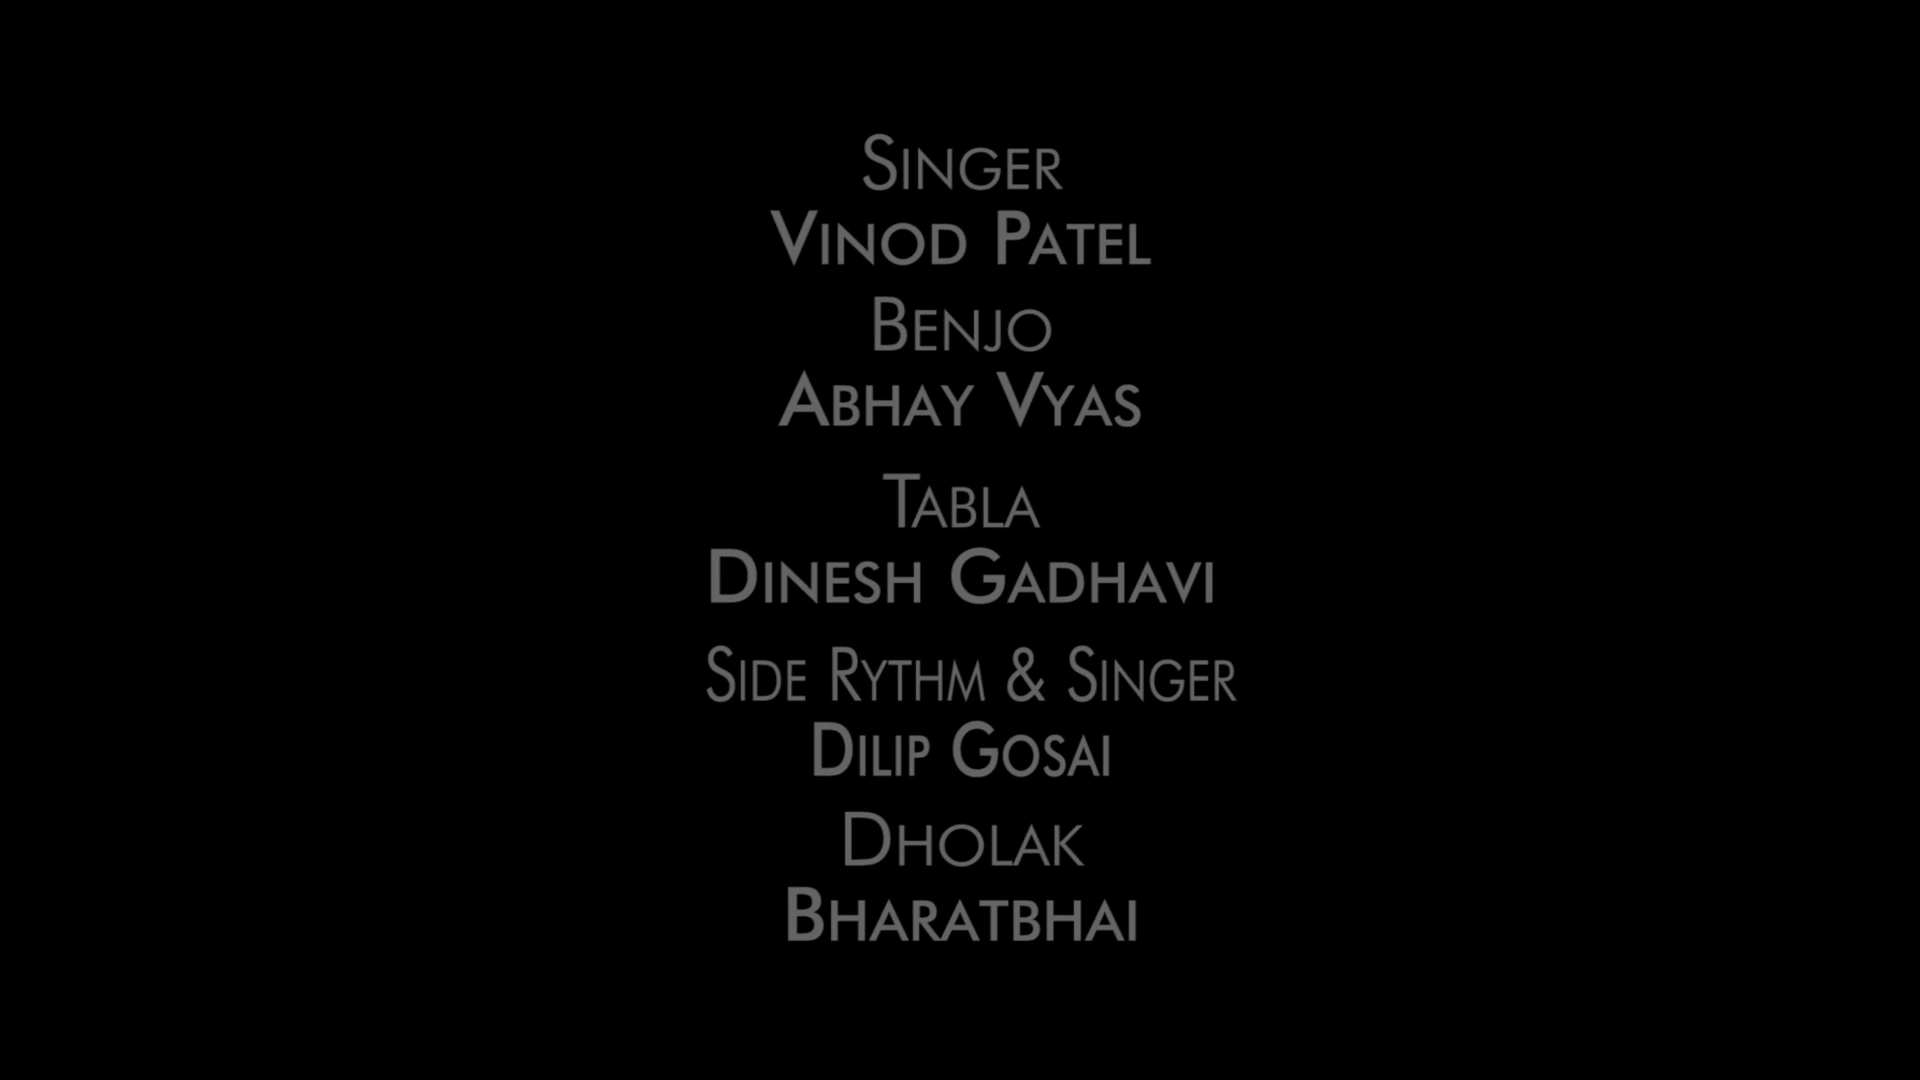 Singer
Vinod Patel
Benjo
Abhay Vyas
Tabla
Dinesh Gadhavi
Side Rythm & Singer
Dilip Gosai
Dholak
Bharatbhai